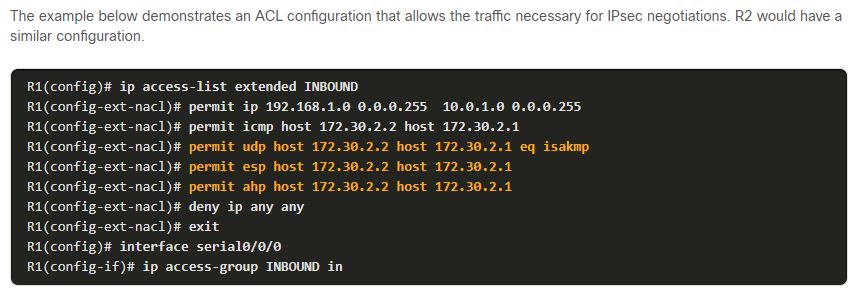 The example below demonstrates an ACL configuration that allows the traffic necessary for IPsec negotiations. R2 would have a
similar configuration.
R1(config)# ip access-list extended INBOUND
R1(config-ext-nacl)# permit ip 192.168.1.0 0.0.0.255  10.0.1.0 0.0.0.255
R1(config-ext-nacl)# permit icmp host 172.30.2.2 host 172.30.2.1
R1(config-ext-nacl)# permit udp host 172.30.2.2 host 172.30.2.1 eq isakmp
R1(config-ext-nacl)# permit esp host 172.30.2.2 host 172.30.2.1
R1(config-ext-nacl)# permit ahp host 172.30.2.2 host 172.30.2.1
R1(config-ext-nacl)# deny ip any any
R1(config-ext-nacl)# exit
R1(config)# interface serial0/0/0
R1(config-if)# ip access-group INBOUND in